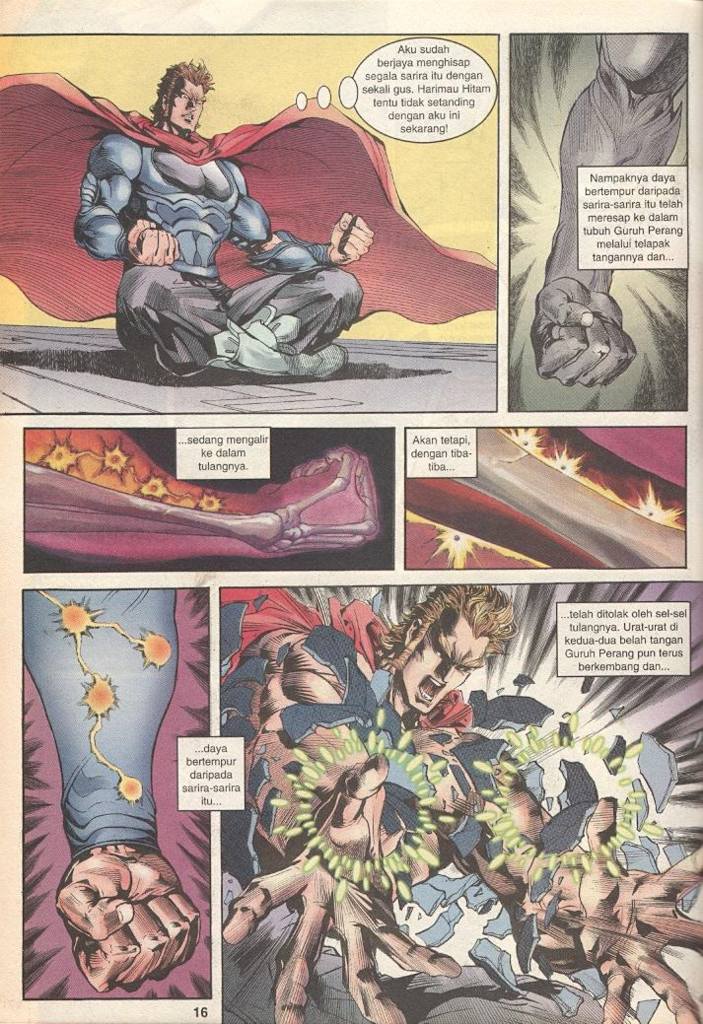 Aku sudah
berjaya menghisap
segala sarira itu dengan
sekali gus. Harimau Hitam
tentu tidak setanding
dengan aku ini
sekarang!
Nampaknya daya
bertempur daripada
sarira-sarira itu telah
meresap ke dalam
tubuh Guruh Perang
melalui telapak
tangannya dan...
...sedang mengalir
ke dalam
tulangnya.
Akan tetapi,
dengan tiba-
tiba...
...daya
bertempur
daripada
sarira-sarira
itu...
...telah ditolak oleh sel-sel
tulangnya. Urat-urat di
kedua-dua belah tangan
Guruh Perang pun terus
berkembang dan...
16